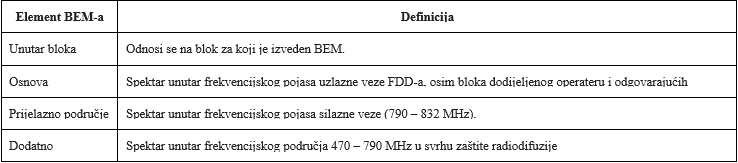 Element BEM-a Definicija
Unutar bloka Odnosi se na blok za koji je izveden BEM.
Osnova Spektar unutar frekvencijskog pojasa uzlazne veze FDD-a, osim bloka dodijeljenog operateru i odgovarajućih
Prijelazno područje Spektar unutar frekvencijskog pojasa silazne veze (790 – 832 MHz).
Dodatno Spektar unutar frekvencijskog područja 470 – 790 MHz u svrhu zaštite radiodifuzije